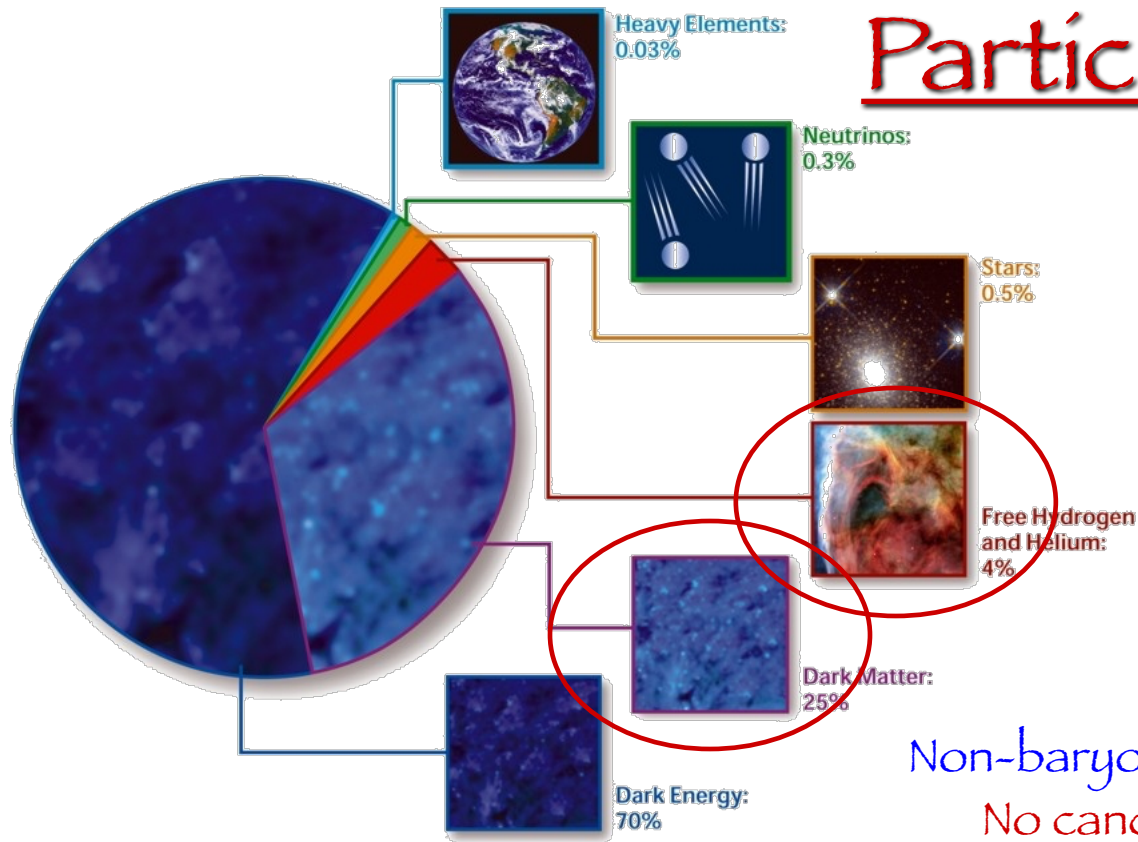 Partic
Heavy Elements:
0.03%
Neutrinos:
0.3%
Stars:
0.5%
Free Hydrogen
and Helium:
4%
Dark Matter:
25%
Dark Energy:
70%
Non-baryo
No canc